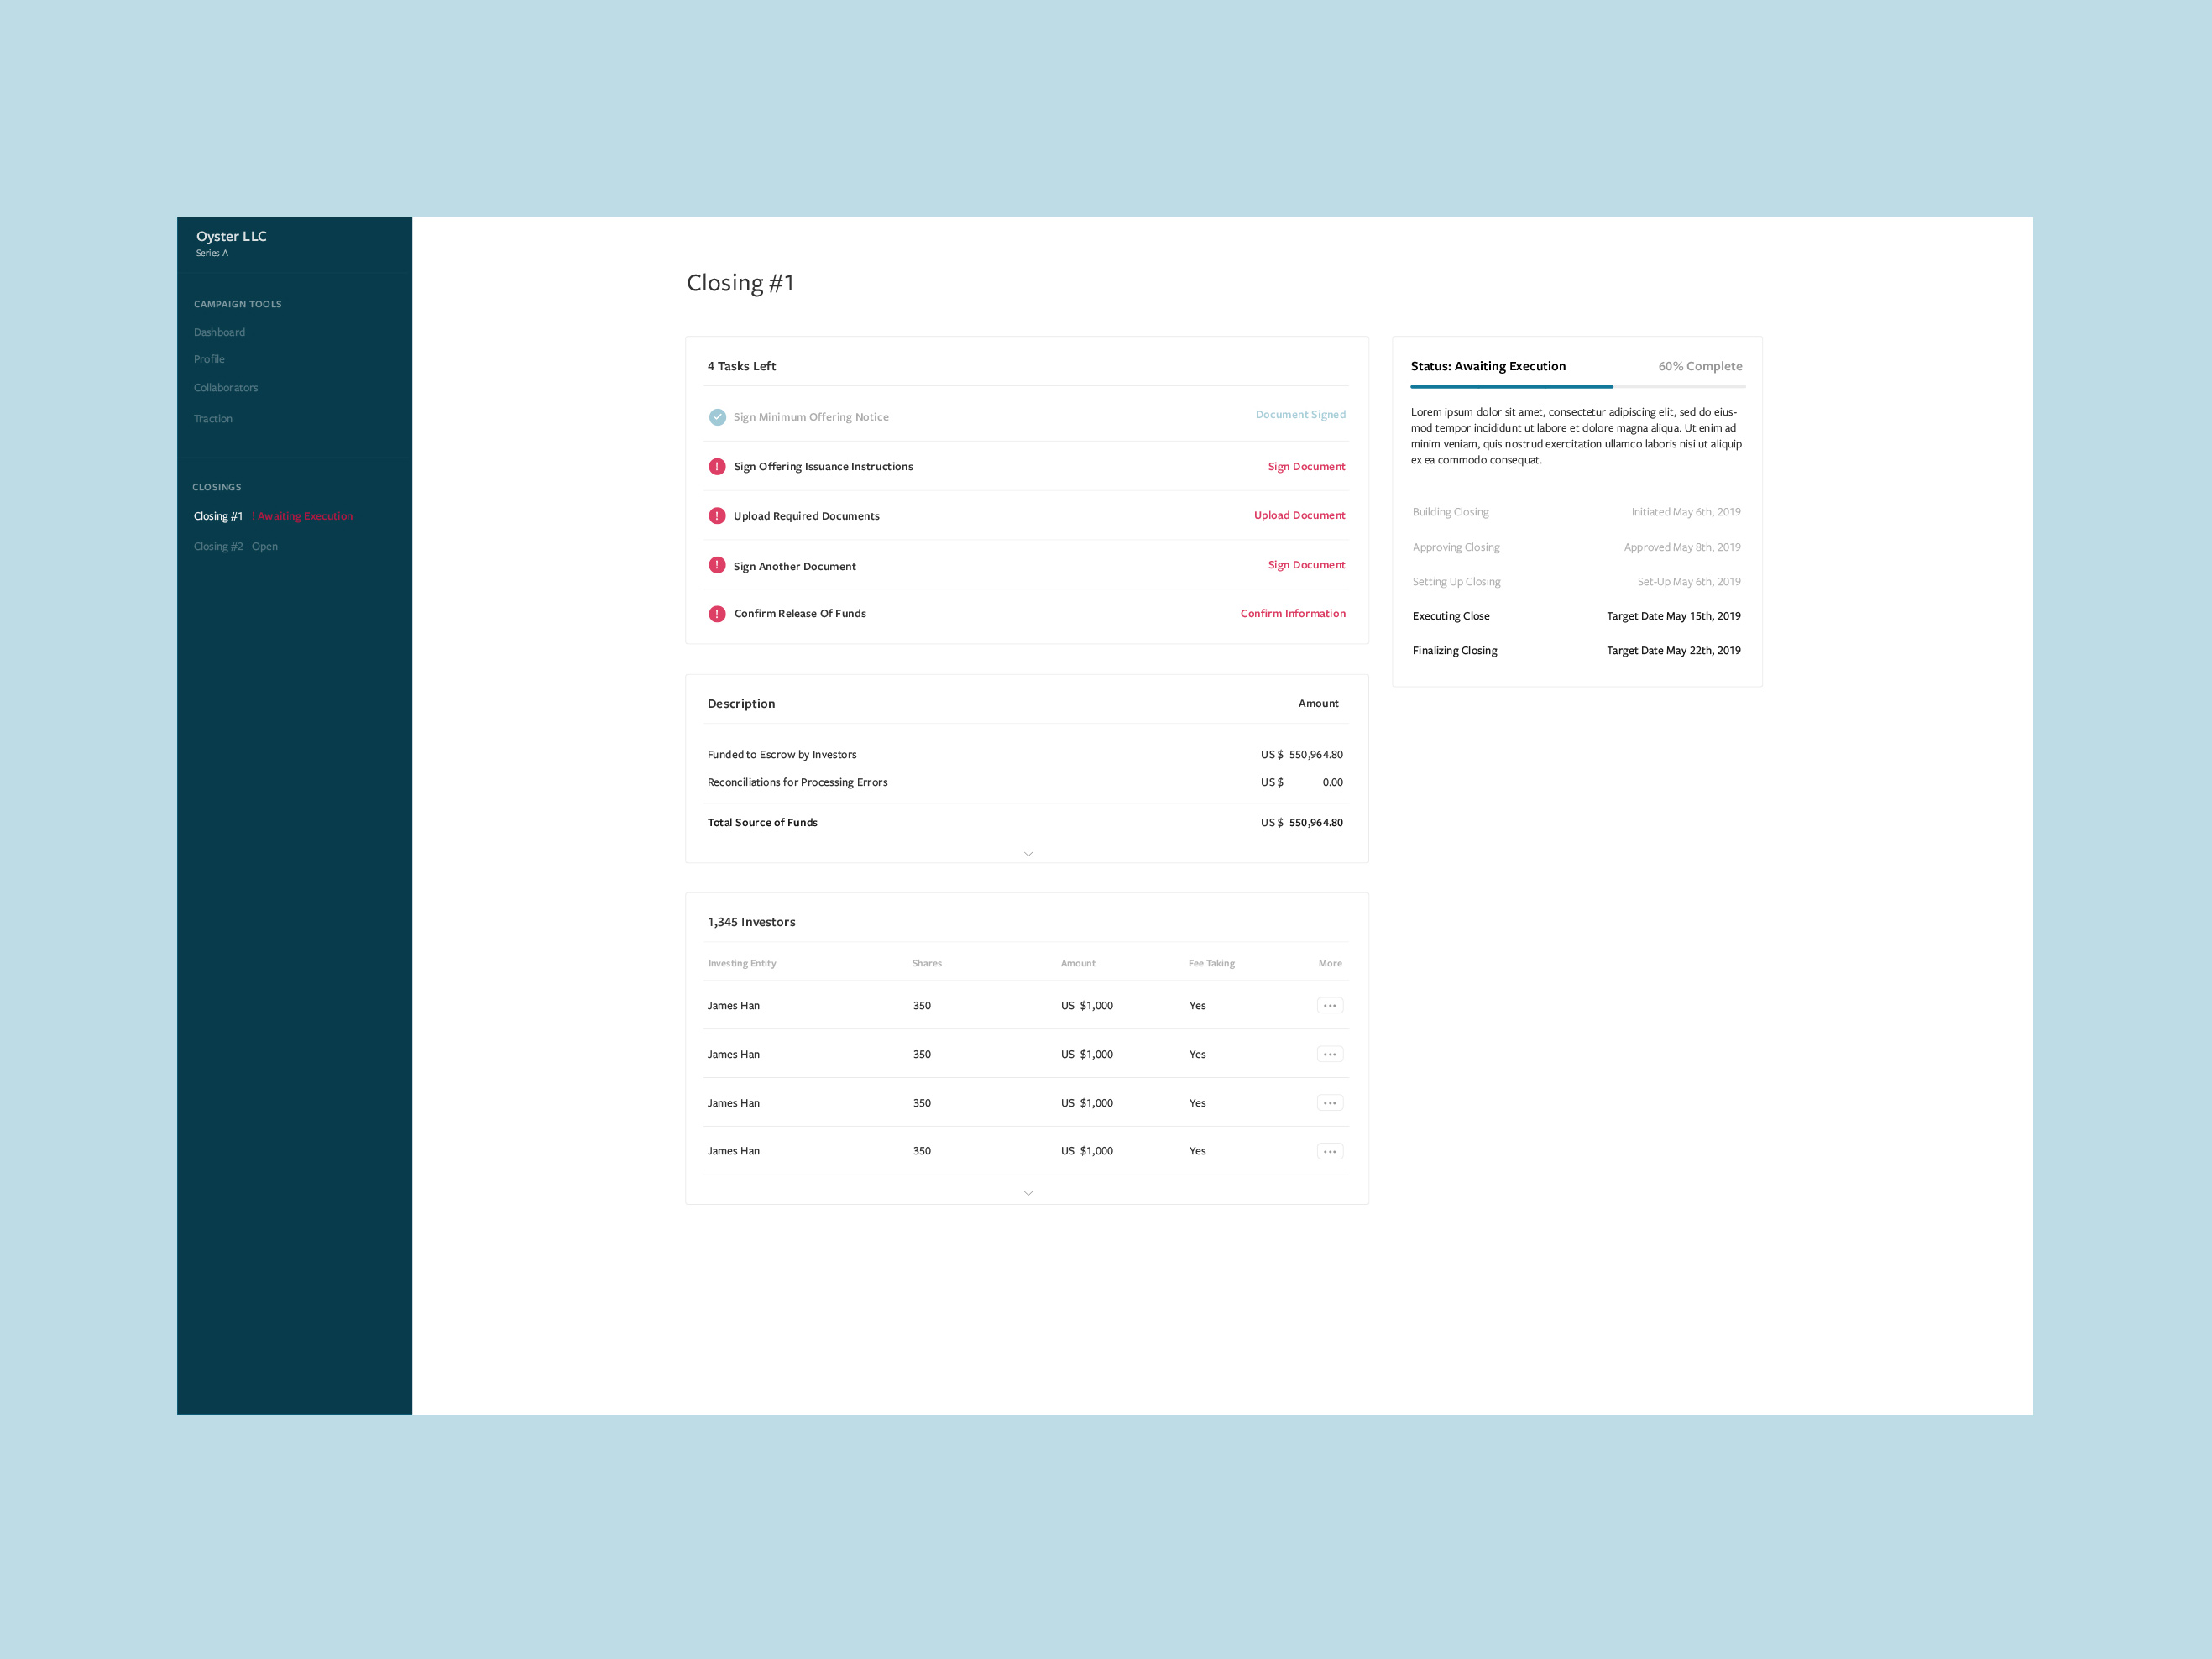 Oyster LLC
Series A
CAMPAIGN TOOLS
Dashboard
Profile
Collaborators
Traction
CLOSINGS
Closing #1 ! Awaiting Execution
Closing #2 Open
Closing #1
4 Tasks Left
Sign Minimum Offering Notice Document Signed
! Sign Offering Issuance Instructions Sign Document
! Upload Required Documents Upload Document
! Sign Another Document Sign Document
! Confirm Release Of Funds Confirm Information
Description Amount
Funded to Escrow by Investors US $ 550,964.80
Reconciliations for Processing Errors US $ 0.00
Total Source of Funds US $ 550,964.80
1,345 Investors
Investing Entity Shares Amount Fee Taking More
James Han 350 US $1,000 Yes
James Han 350 US $1,000 Yes
James Han 350 US $1,000 Yes
James Han 350 US $1,000 Yes
Status: Awaiting Execution 60% Complete
Lorem ipsum dolor sit amet, consectetur adipiscing elit, sed do eius-
mod tempor incididunt ut labore et dolore magna aliqua. Ut enim ad
minim veniam, quis nostrud exercitation ullamco laboris nisi ut aliquip
ex ea commodo consequat.
Building Closing Initiated May 6th, 2019
Approving Closing Approved May 8th, 2019
Setting Up Closing Set-Up May 6th, 2019
Executing Close Target Date May 15th, 2019
Finalizing Closing Target Date May 22th, 2019